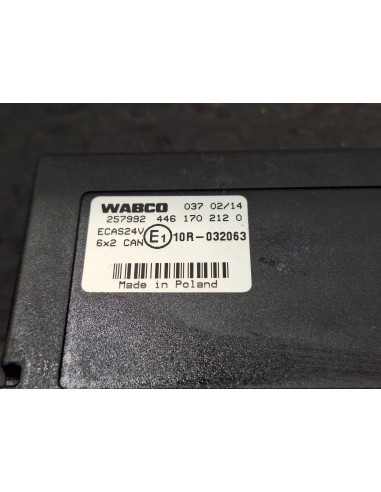 WABCO 037 02/14
257992 446 170 212 0
ECAS24V
6x2 CAN E1 10R-032063
Made in Poland